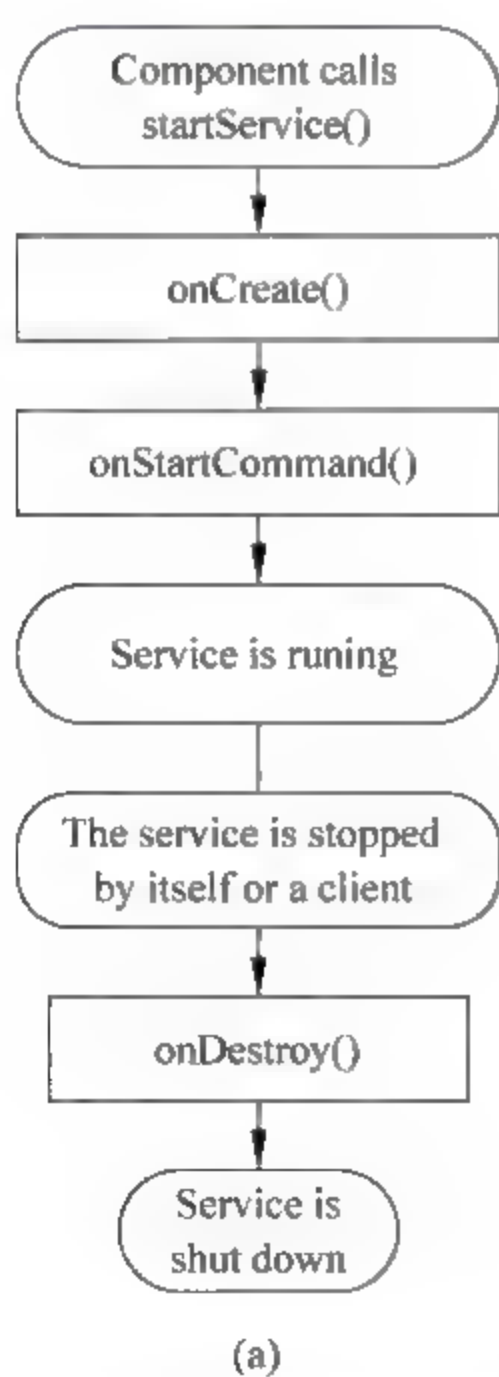 Component calls
startService()
onCreate()
onStartCommand()
Service is runing
The service is stopped
by itself or a client
onDestroy()
Service is
shut down
(a)